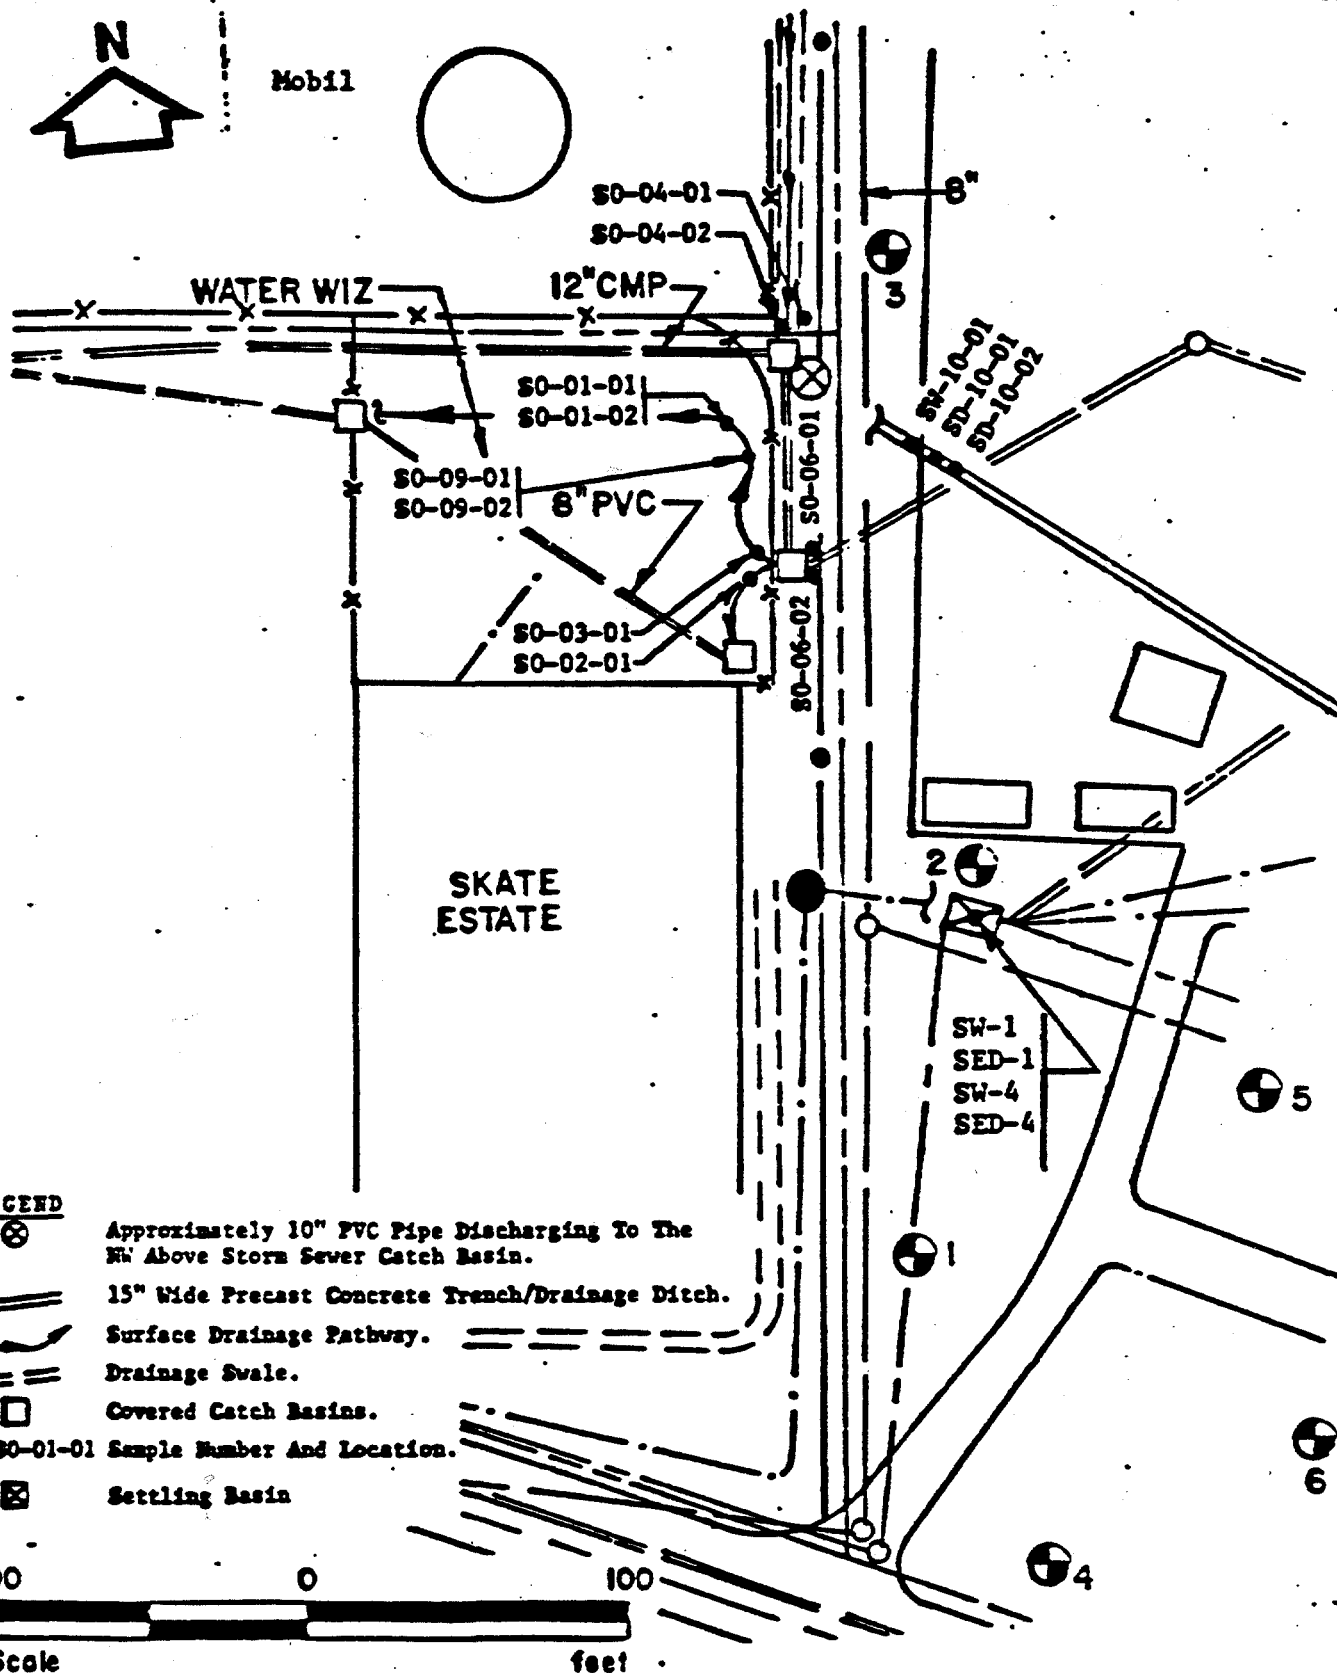 N
Mobil
SO-04-01
SO-04-02
8"
WATER WIZ
12"CMP
3
SW-10-01
SD-10-01
SD-10-02
SO-01-01
SO-01-02
SO-06-01
SO-09-01
SO-09-02
8"PVC
SO-03-01
SO-02-01
SO-06-02
SKATE
ESTATE
2
SW-1
SED-1
SW-4
SED-4
5
1
6
4
GEND
Approximately 10" PVC Pipe Discharging To The
NW Above Storm Sewer Catch Basin.
15" Wide Precast Concrete Trench/Drainage Ditch.
Surface Drainage Pathway.
Drainage Swale.
Covered Catch Basins.
SO-01-01 Sample Number And Location.
Settling Basin
00 0 100
Scale feet